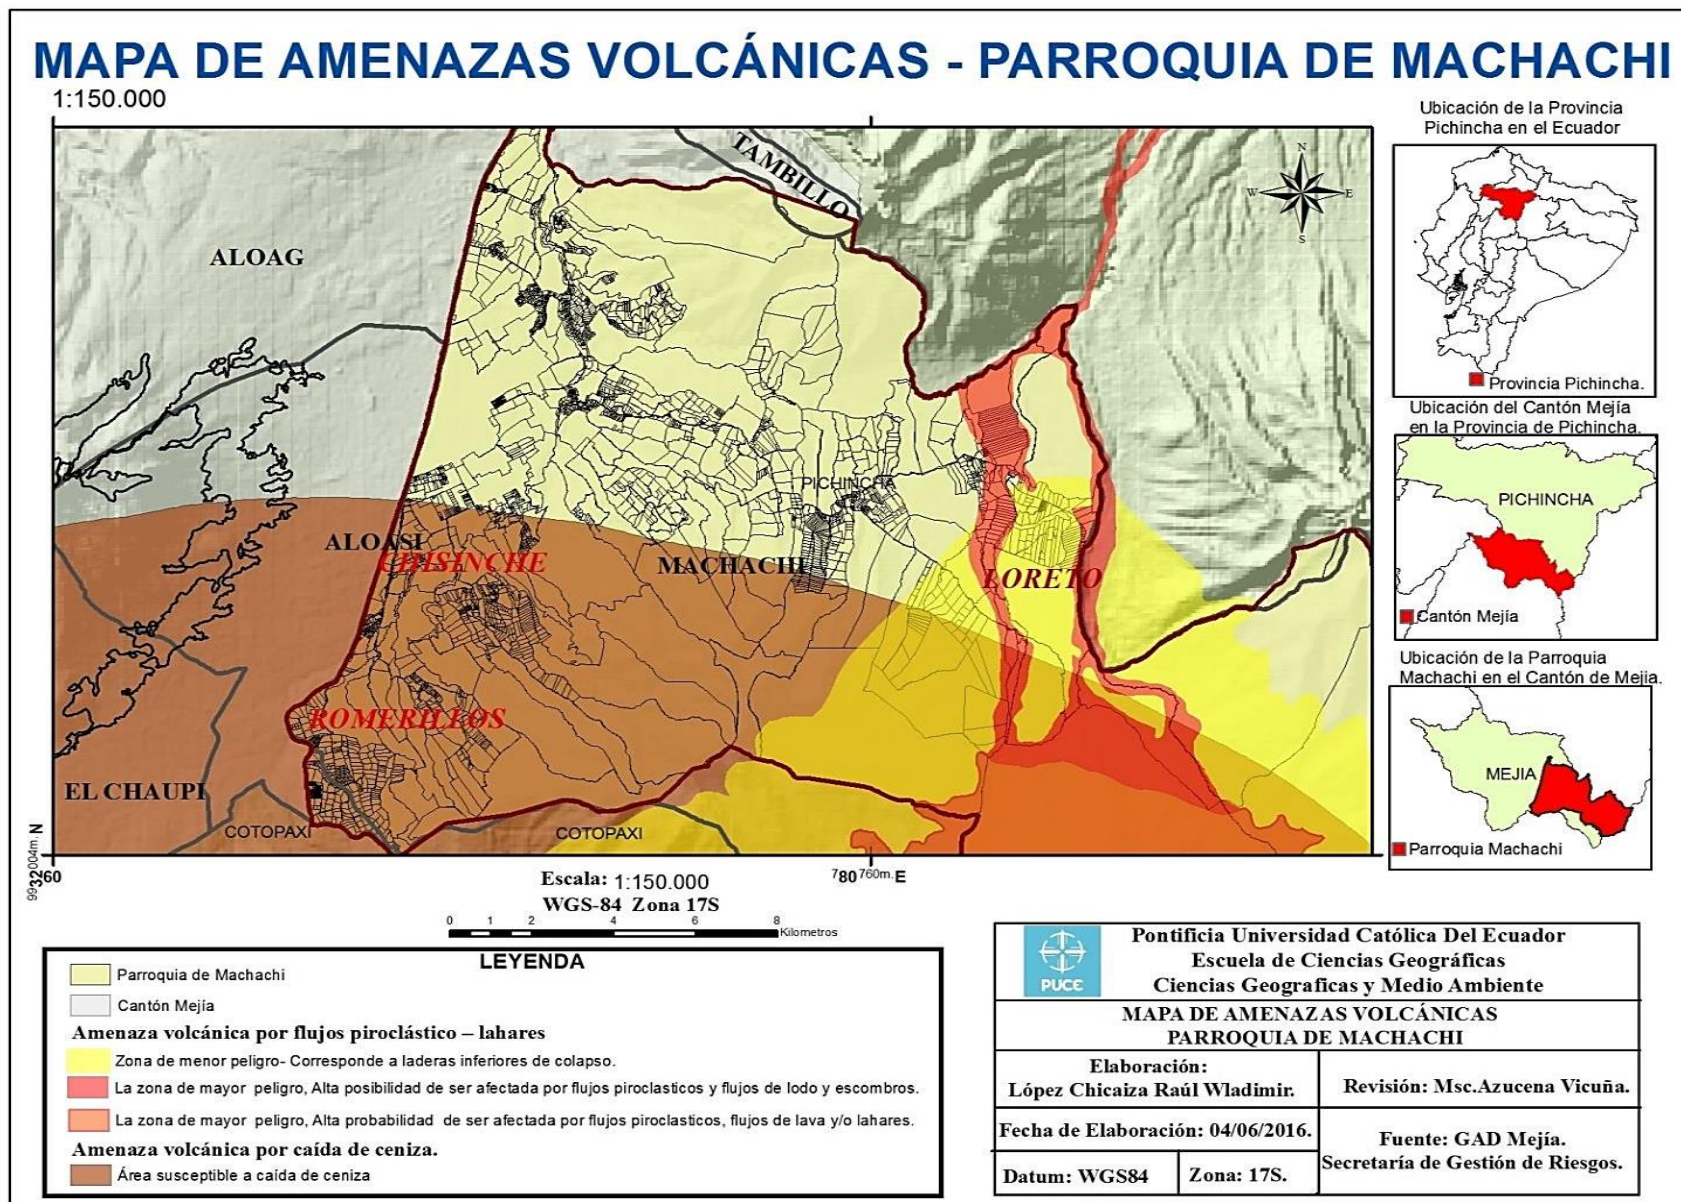 MAPA DE AMENAZAS VOLCÁNICAS - PARROQUIA DE MACHACHI
1:150.000
TAMBILLO
N
W
E
S
ALOAG
PICHINCHA
ALOASI
CHISINCHE
MACHACHI
LORETO
ROMERILLOS
EL CHAUPI
COTOPAXI
COTOPAXI
780760m. E
Ubicación de la Provincia
Pichincha en el Ecuador
Provincia Pichincha.
Ubicación del Cantón Mejía
en la Provincia de Pichincha.
PICHINCHA
Cantón Mejía
Ubicación de la Parroquia
Machachi en el Cantón de Mejia.
MEJIA
Parroquia Machachi
Escala: 1:150.000
WGS-84 Zona 17S
0 1 2 4 6 8
Kilometros
LEYENDA
Parroquia de Machachi
Cantón Mejía
Amenaza volcánica por flujos piroclástico – lahares
Zona de menor peligro- Corresponde a laderas inferiores de colapso.
La zona de mayor peligro, Alta posibilidad de ser afectada por flujos piroclasticos y flujos de lodo y escombros.
La zona de mayor peligro, Alta probabilidad de ser afectada por flujos piroclasticos, flujos de lava y/o lahares.
Amenaza volcánica por caída de ceniza.
Área susceptible a caída de ceniza
PUCE
Pontificia Universidad Católica Del Ecuador
Escuela de Ciencias Geográficas
Ciencias Geograficas y Medio Ambiente
MAPA DE AMENAZAS VOLCÁNICAS
PARROQUIA DE MACHACHI
Elaboración:
López Chicaiza Raúl Wladimir.
Revisión: Msc.Azucena Vicuña.
Fecha de Elaboración: 04/06/2016.
Fuente: GAD Mejía.
Secretaría de Gestión de Riesgos.
Datum: WGS84
Zona: 17S.